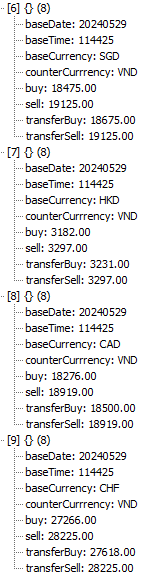 [6] {} (8)
baseDate: 20240529
baseTime: 114425
baseCurrency: SGD
counterCurrrency: VND
buy: 18475.00
sell: 19125.00
transferBuy: 18675.00
transferSell: 19125.00
[7] {} (8)
baseDate: 20240529
baseTime: 114425
baseCurrency: HKD
counterCurrrency: VND
buy: 3182.00
sell: 3297.00
transferBuy: 3231.00
transferSell: 3297.00
[8] {} (8)
baseDate: 20240529
baseTime: 114425
baseCurrency: CAD
counterCurrrency: VND
buy: 18276.00
sell: 18919.00
transferBuy: 18500.00
transferSell: 18919.00
[9] {} (8)
baseDate: 20240529
baseTime: 114425
baseCurrency: CHF
counterCurrrency: VND
buy: 27266.00
sell: 28225.00
transferBuy: 27618.00
transferSell: 28225.00